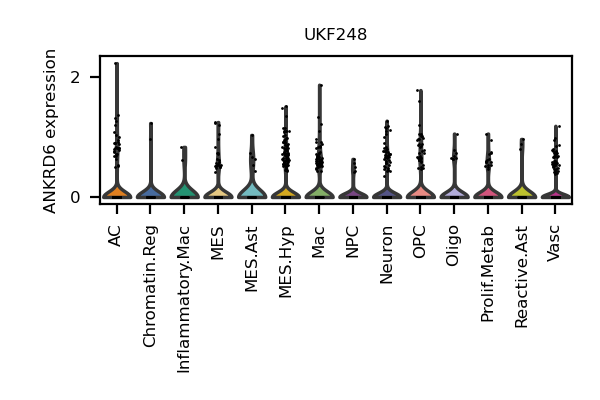 UKF248
ANKRD6 expression
2
0
AC
Chromatin.Reg
Inflammatory.Mac
MES
MES.Ast
MES.Hyp
Mac
NPC
Neuron
OPC
Oligo
Prolif.Metab
Reactive.Ast
Vasc